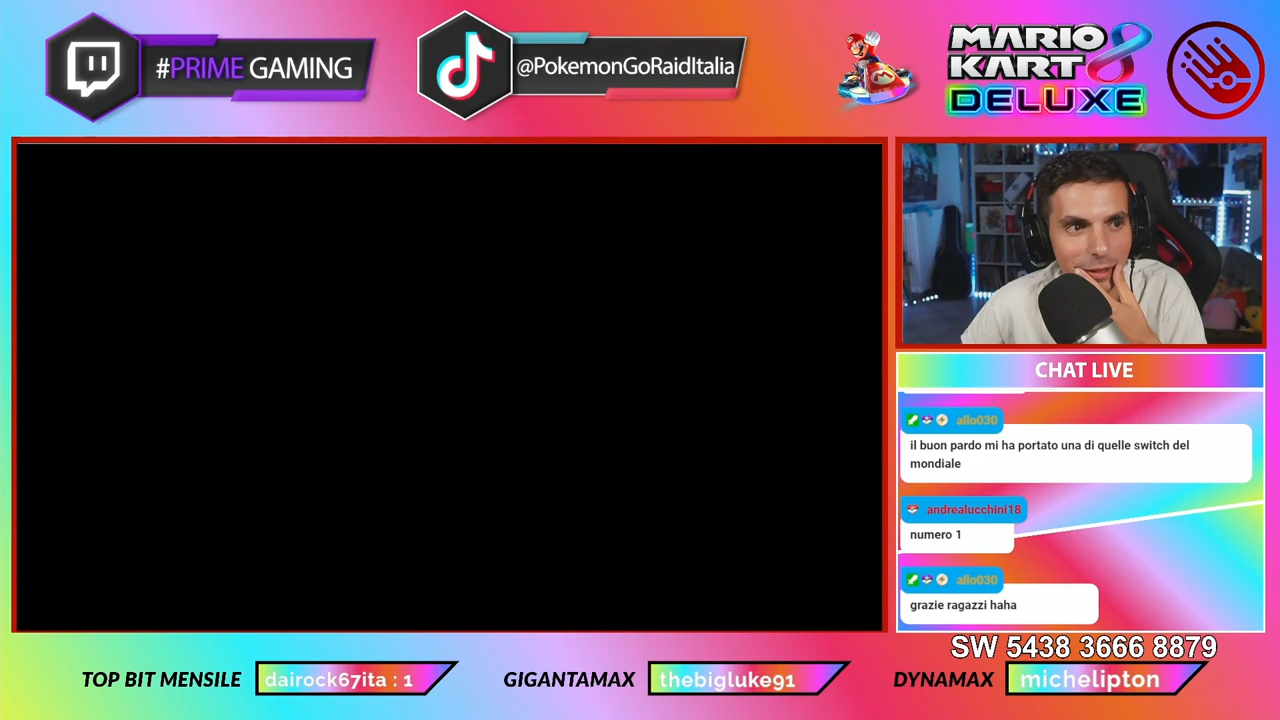 #PRIME GAMING
@PokemonGoRaidItalia
MARIO
KART 8
DELUXE
CHAT LIVE
allo030
il buon pardo mi ha portato una di quelle switch del
mondiale
andrealucchini18
numero 1
allo030
grazie ragazzi haha
SW 5438 3666 8879
TOP BIT MENSILE
dairock67ita : 1
GIGANTAMAX
thebigluke91
DYNAMAX
michelipton